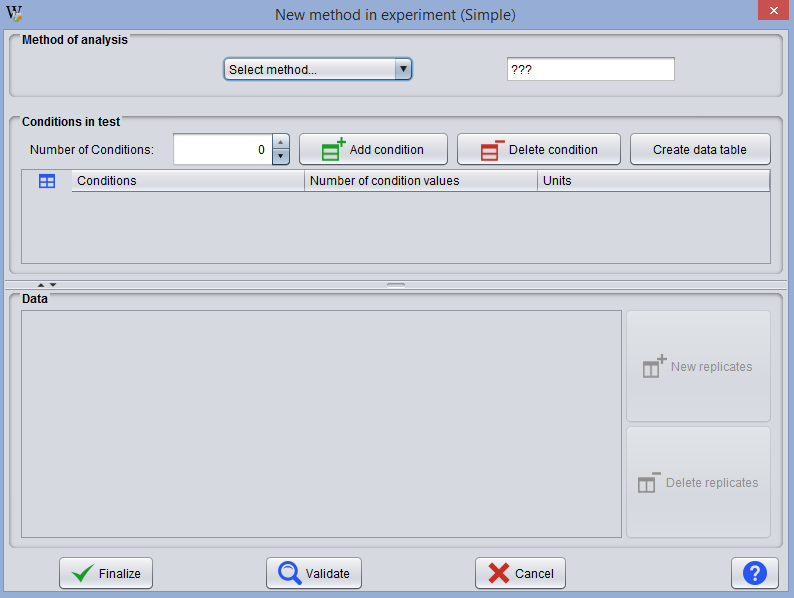 New method in experiment (Simple)
Method of analysis
Select method... ???
Conditions in test
Number of Conditions: 0 Add condition Delete condition Create data table
Conditions Number of condition values Units
Data
New replicates
Delete replicates
Finalize Validate Cancel ?